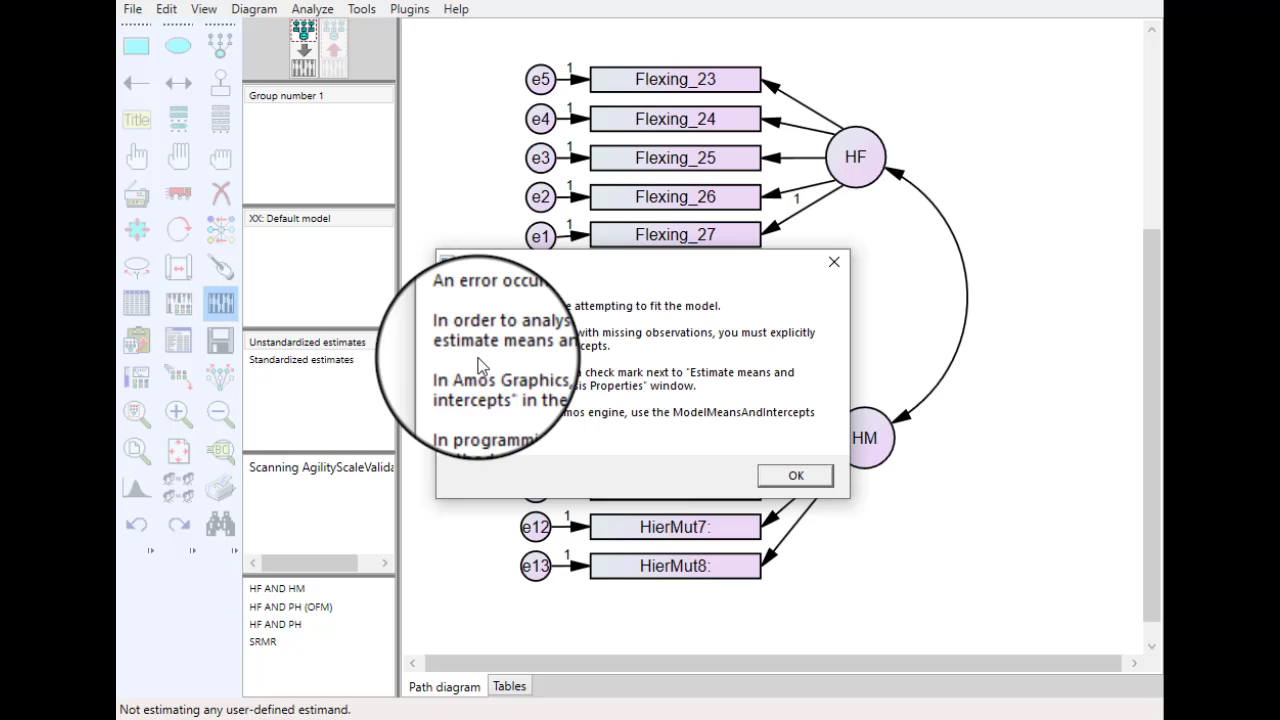 File Edit View Diagram Analyze Tools Plugins Help
Title
Group number 1
XX: Default model
Unstandardized estimates
Standardized estimates
Scanning AgilityScaleValida
HF AND HM
HF AND PH (OFM)
HF AND PH
SRMR
e5 1 Flexing_23
e4 1 Flexing_24
e3 1 Flexing_25
e2 1 Flexing_26
e1 1 Flexing_27
1
HF
An error occu
e attempting to fit the model.
In order to analys with missing observations, you must explicitly
estimate means an cepts.
In Amos Graphics, a check mark next to "Estimate means and
intercepts" in the sis Properties" window.
In programmi mos engine, use the ModelMeansAndIntercepts
OK
HM
e12 1 HierMut7:
e13 1 HierMut8:
Path diagram Tables
Not estimating any user-defined estimand.